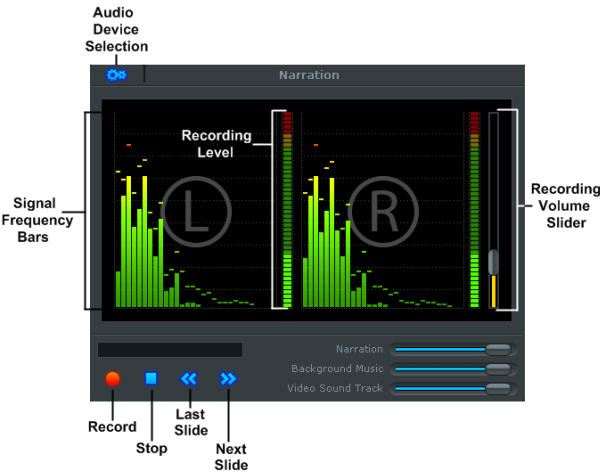 Audio
Device
Selection
Narration
Recording
Level
L
R
Signal
Frequency
Bars
Recording
Volume
Slider
Narration
Background Music
Video Sound Track
Record
Stop
Last
Slide
Next
Slide